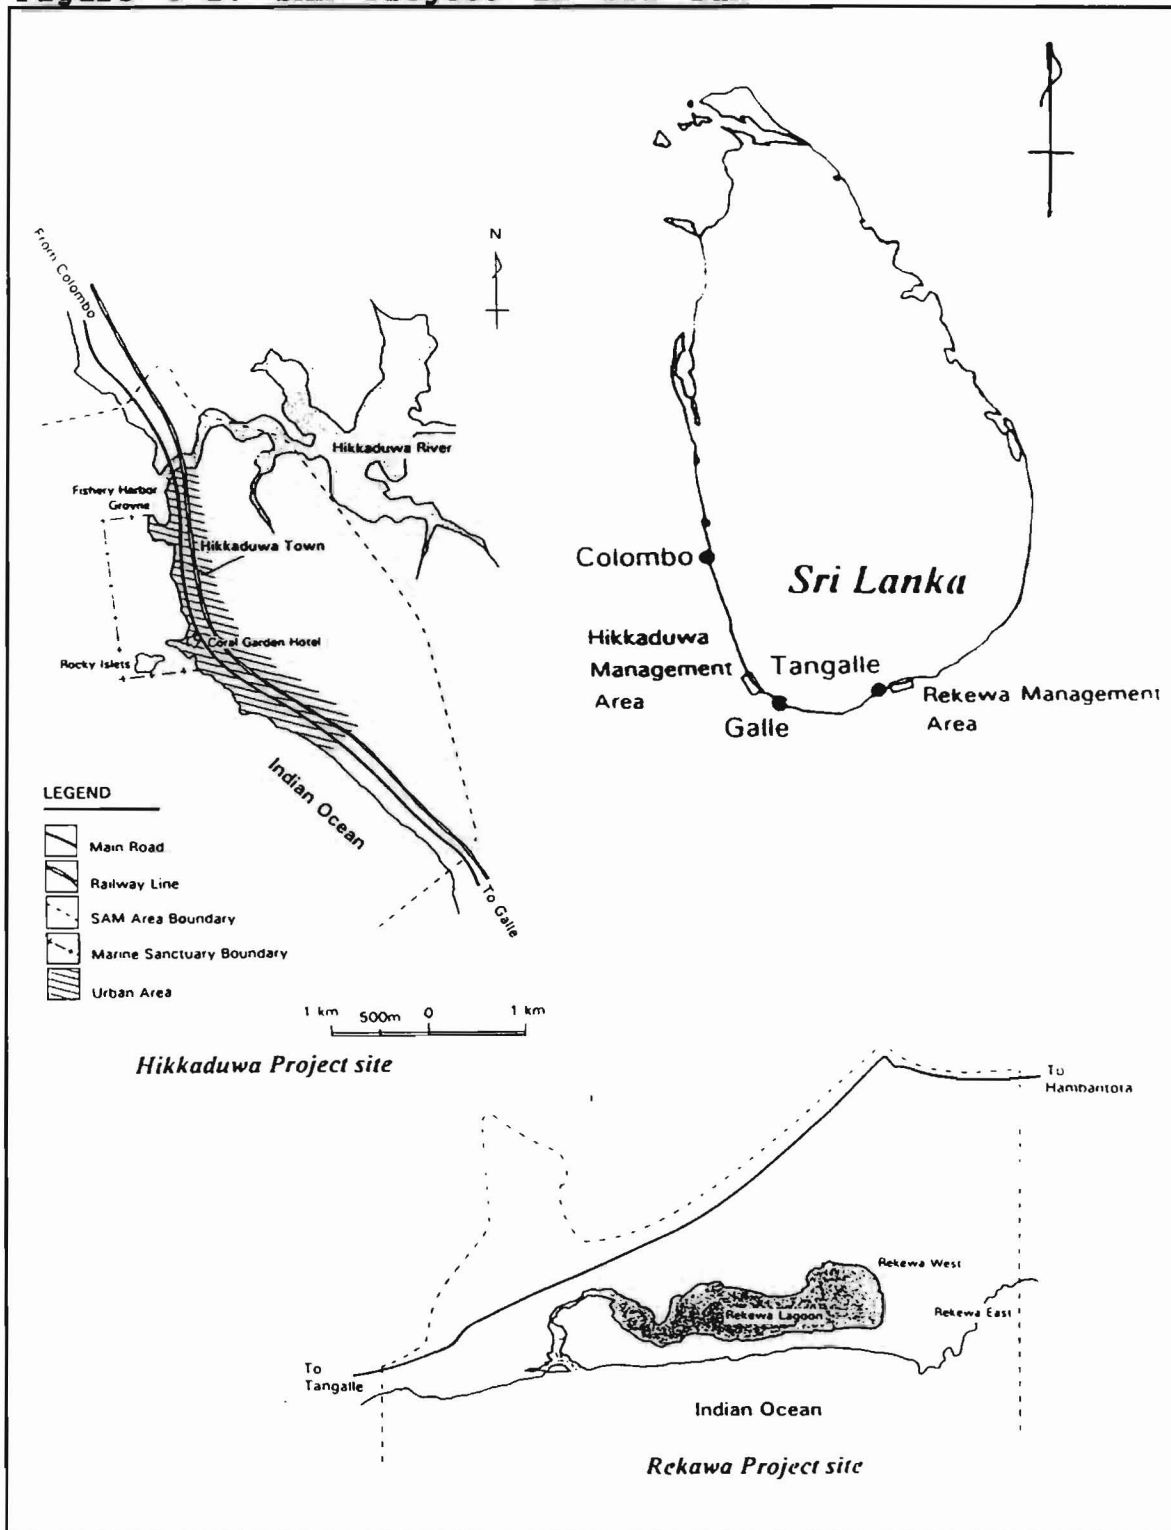 N
From Colombo
Hikkaduwa River
Fishery Harbor
Groyne
Hikkaduwa Town
Coral Garden Hotel
Rocky Islets
Indian Ocean
To Galle
LEGEND
Main Road
Railway Line
SAM Area Boundary
Marine Sanctuary Boundary
Urban Area
1 km 500m 0 1 km
Hikkaduwa Project site
Colombo
Sri Lanka
Hikkaduwa
Management
Area
Tangalle
Galle
Rekewa Management
Area
To
Hambantota
Rekewa West
Rekewa Lagoon
Rekewa East
To
Tangalle
Indian Ocean
Rekawa Project site